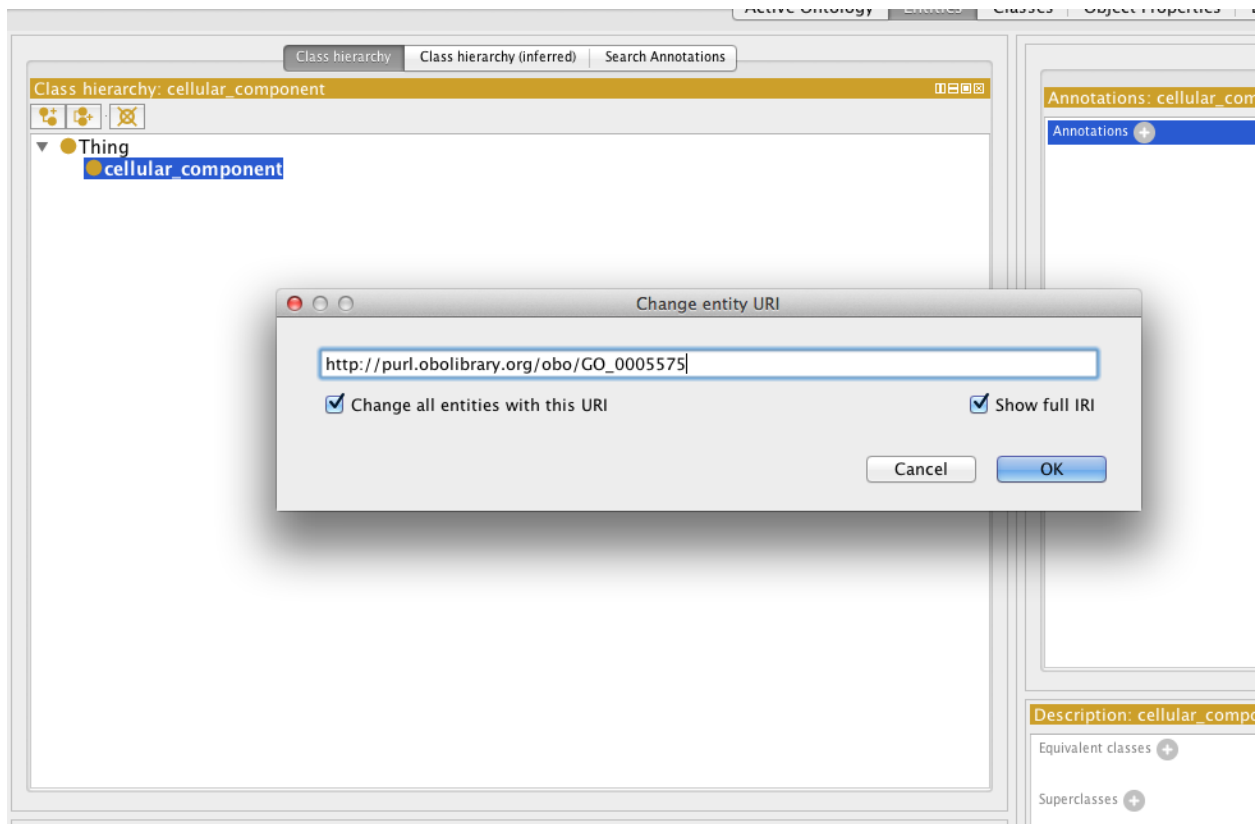 Active Ontology Entities Classes Object Properties
Class hierarchy Class hierarchy (inferred) Search Annotations
Class hierarchy: cellular_component
Annotations: cellular_com
Annotations
Thing
cellular_component
Change entity URI
http://purl.obolibrary.org/obo/GO_0005575
Change all entities with this URI
Show full IRI
Cancel
OK
Description: cellular_compo
Equivalent classes
Superclasses